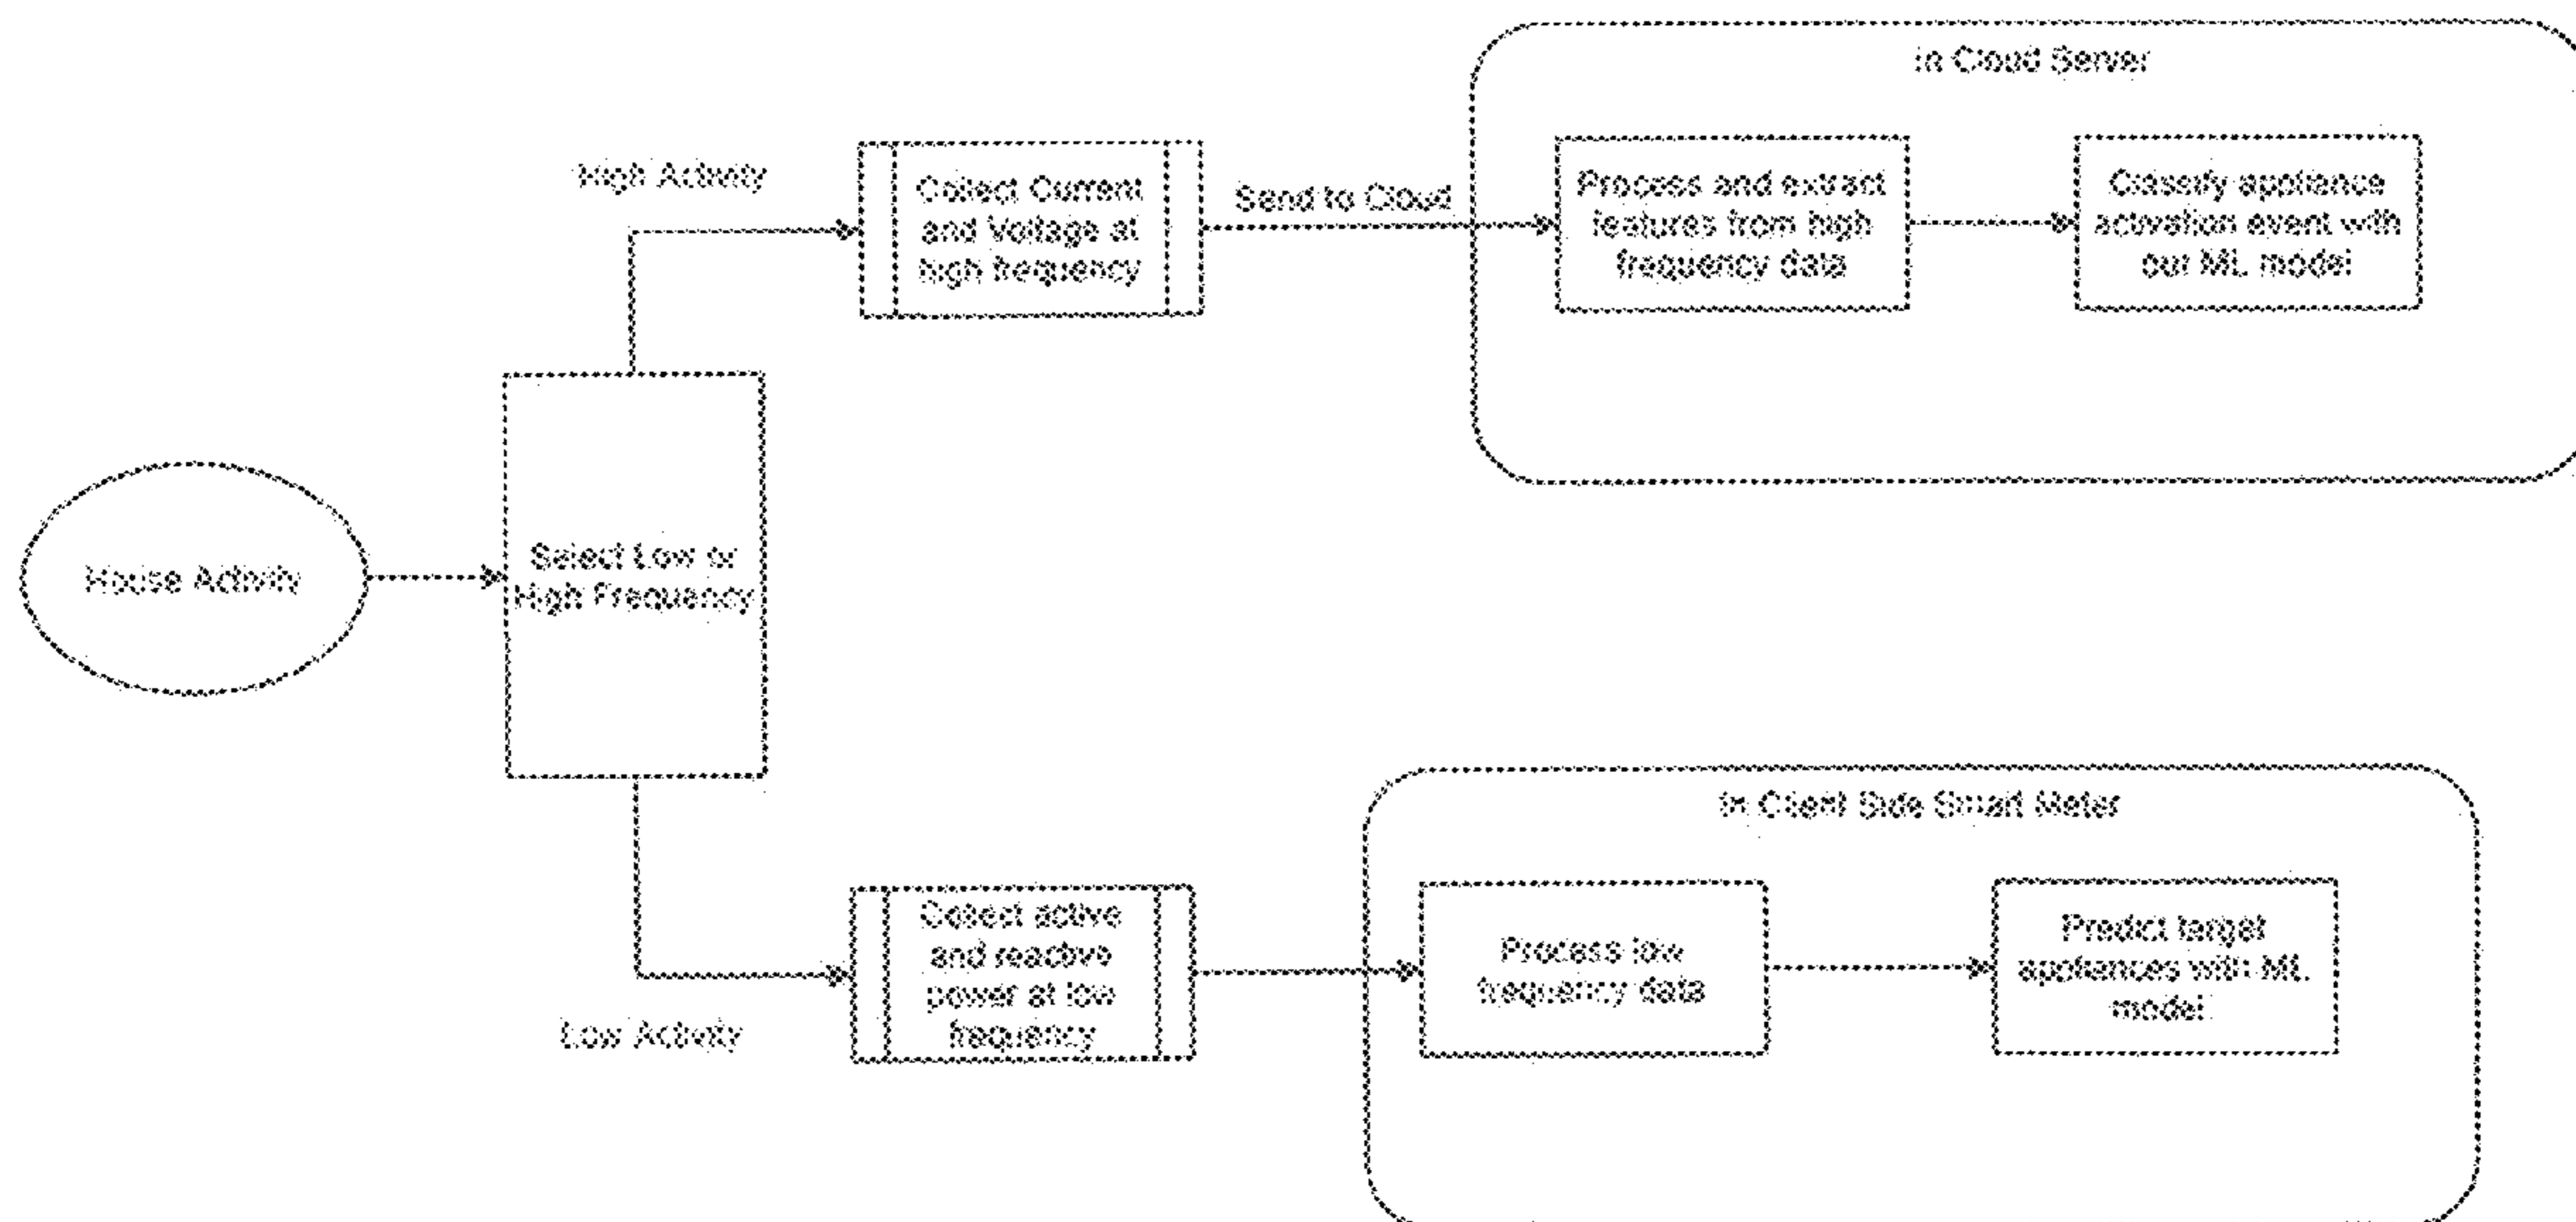 In Cloud Server
High Activity
Collect Current
and Voltage at
high frequency
Send to Cloud
Process and extract
features from high
frequency data
Classify appliance
activation event with
our ML model
House Activity
Select Low or
High Frequency
In Client Side Smart Meter
Low Activity
Collect active
and reactive
power at low
frequency
Process low
frequency data
Predict target
appliances with ML
model